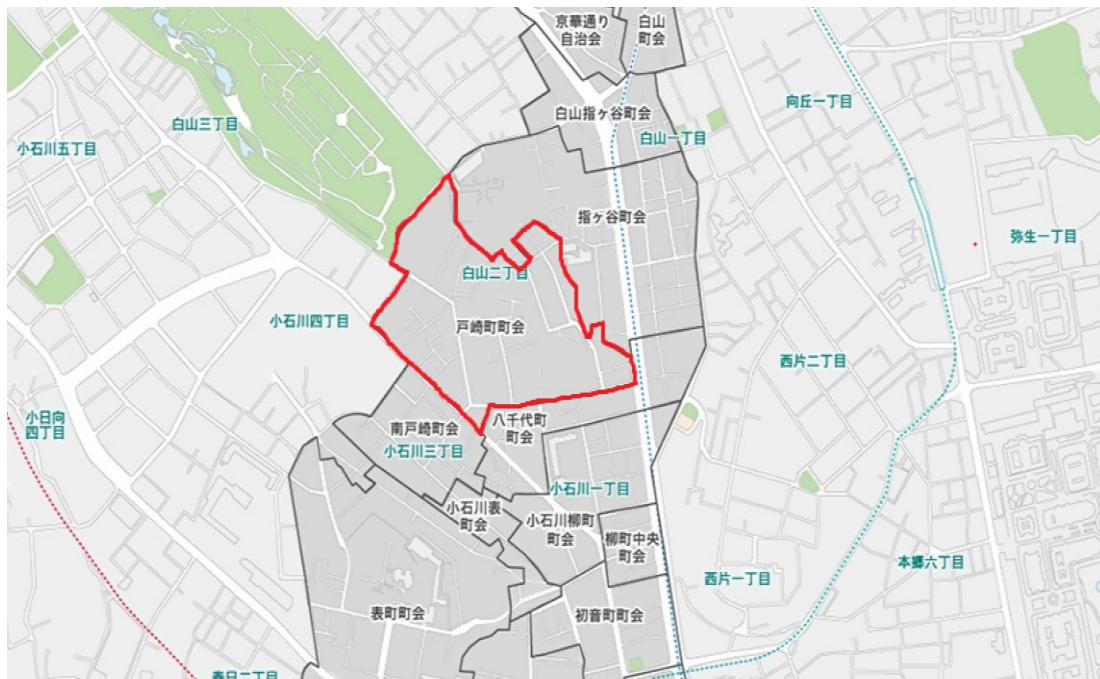 京華通り
自治会
白山
町会
白山指ヶ谷町会
白山一丁目
向丘一丁目
白山三丁目
小石川五丁目
指ヶ谷町会
弥生一丁目
白山二丁目
小石川四丁目
戸崎町町会
西片二丁目
小日向
四丁目
南戸崎町会
八千代町
町会
小石川三丁目
小石川一丁目
小石川表
町会
小石川柳町
町会
柳町中央
町会
西片一丁目
本郷六丁目
表町町会
初音町町会
春日二丁目